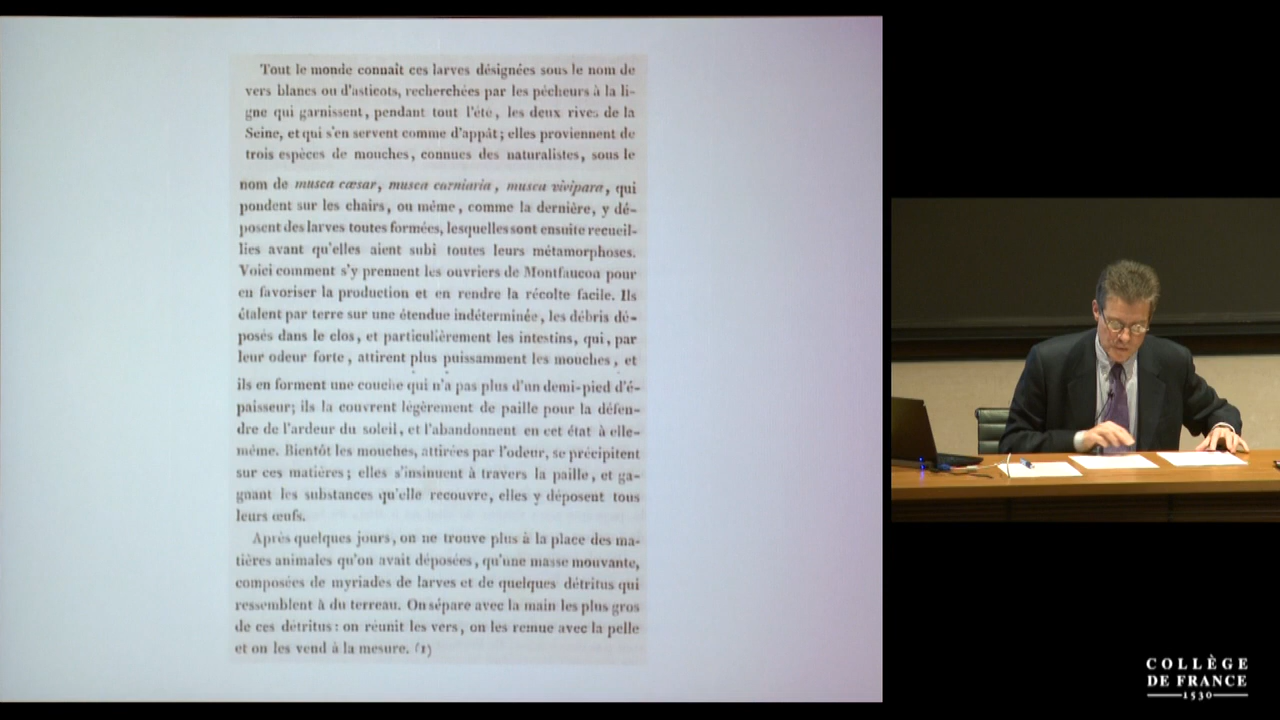 Tout le monde connait ces larves désignées sous le nom de
vers blancs ou d'asticots, recherchées par les pêcheurs à la li-
gne qui garnissent, pendant tout l'été, les deux rives de la
Seine, et qui s'en servent comme d'appât; elles proviennent de
trois espèces de mouches, connues des naturalistes, sous le
nom de musca cæsar, musca carniaria, musca vivipara, qui
pondent sur les chairs, ou même, comme la dernière, y dé-
posent des larves toutes formées, lesquelles sont ensuite recueil-
lies avant qu'elles aient subi toutes leurs métamorphoses.
Voici comment s'y prennent les ouvriers de Montfaucon pour
en favoriser la production et en rendre la récolte facile. Ils
étalent par terre sur une étendue indéterminée, les débris dé-
posés dans le clos, et particulièrement les intestins, qui, par
leur odeur forte, attirent plus puissamment les mouches, et
ils en forment une couche qui n'a pas plus d'un demi-pied d'é-
paisseur; ils la couvrent légèrement de paille pour la défen-
dre de l'ardeur du soleil, et l'abandonnent en cet état à elle-
même. Bientôt les mouches, attirées par l'odeur, se précipitent
sur ces matières; elles s'insinuent à travers la paille, et ga-
gnant les substances qu'elle recouvre, elles y déposent tous
leurs œufs.
Après quelques jours, on ne trouve plus à la place des ma-
tières animales qu'on avait déposées, qu'une masse mouvante,
composées de myriades de larves et de quelques détritus qui
ressemblent à du terreau. On sépare avec la main les plus gros
de ces détritus: on réunit les vers, on les remue avec la pelle
et on les vend à la mesure. (1)
COLLÈGE
DE FRANCE
1530